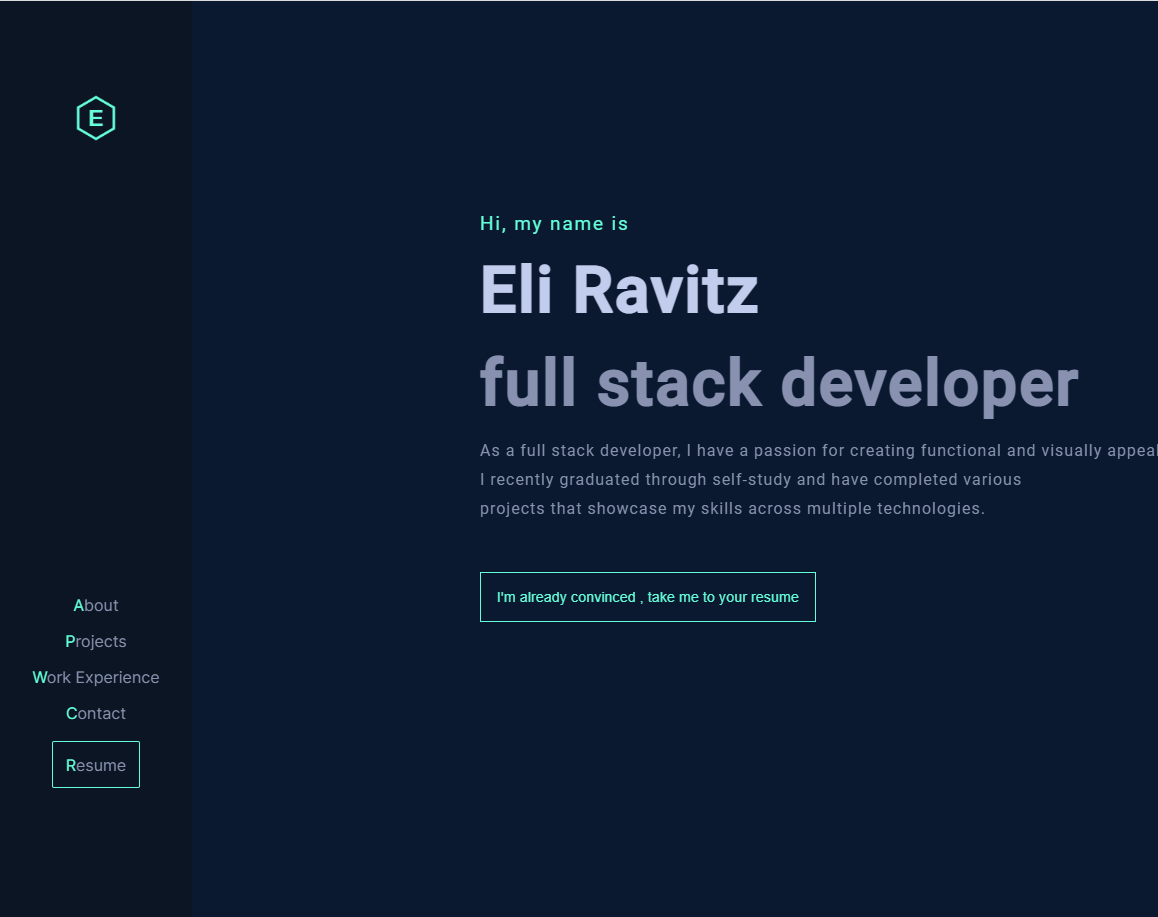 E
Hi, my name is
Eli Ravitz
full stack developer
As a full stack developer, I have a passion for creating functional and visually
I recently graduated through self-study and have completed various
projects that showcase my skills across multiple technologies.
I'm already convinced , take me to your resume
About
Projects
Work Experience
Contact
Resume